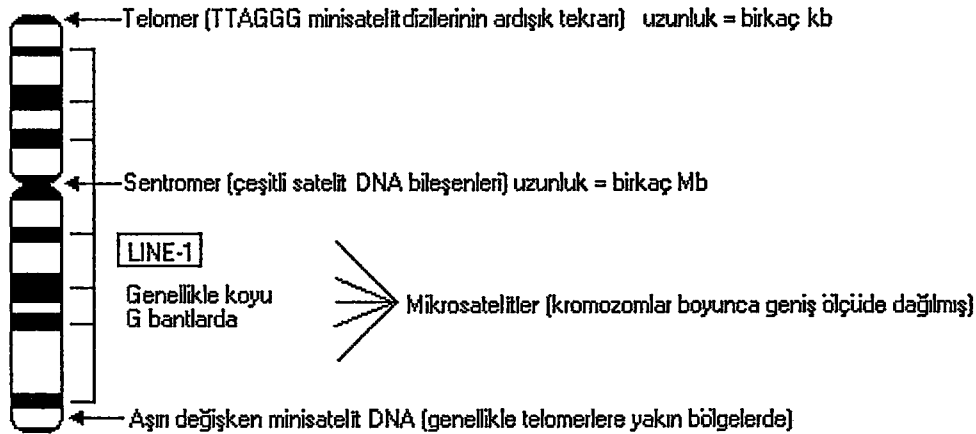 Telomer (TTAGGG minisatelit dizilerinin ardışık tekrarı) uzunluk = birkaç kb
Sentromer (çeşitli satelit DNA bileşenleri) uzunluk = birkaç Mb
LINE-1
Genellikle koyu
G bantlarda
Mikrosatelitler (kromozomlar boyunca geniş ölçüde dağılmış)
Aşırı değişken minisatelit DNA (genellikle telomerlere yakın bölgelerde)